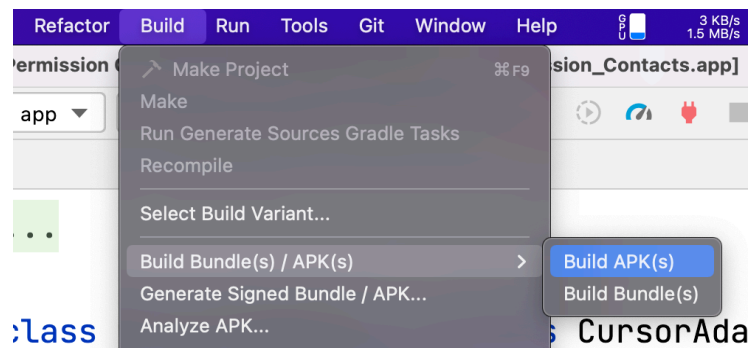 Refactor Build Run Tools Git Window Help GPU 3 KB/s
1.5 MB/s
ermission sion_Contacts.app]
Make Project ⌘F9
app
Make
Run Generate Sources Gradle Tasks
Recompile
Select Build Variant...
...
Build Bundle(s) / APK(s) > Build APK(s)
Generate Signed Bundle / APK... Build Bundle(s)
Analyze APK...
class CursorAda